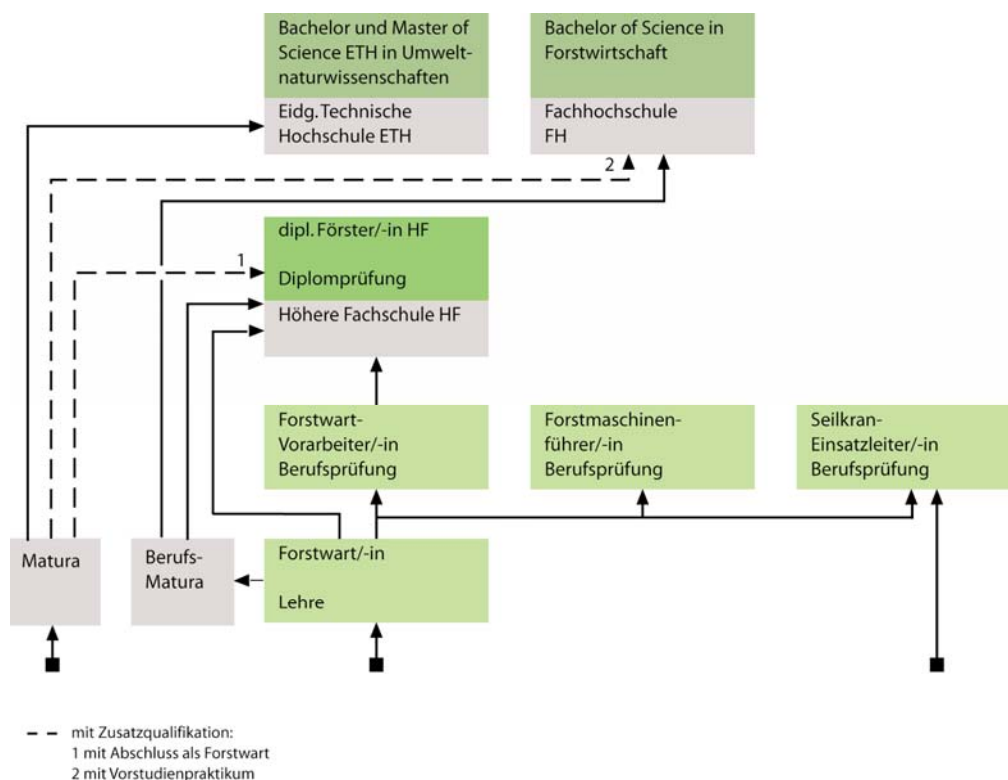 Bachelor und Master of
Science ETH in Umwelt-
naturwissenschaften
Eidg. Technische
Hochschule ETH
Bachelor of Science in
Forstwirtschaft
Fachhochschule
FH
2
dipl. Förster/-in HF
Diplomprüfung
1
Höhere Fachschule HF
Forstwart-
Vorarbeiter/-in
Berufsprüfung
Forstmaschinen-
führer/-in
Berufsprüfung
Seilkran-
Einsatzleiter/-in
Berufsprüfung
Matura
Berufs-
Matura
Forstwart/-in
Lehre
mit Zusatzqualifikation:
1 mit Abschluss als Forstwart
2 mit Vorstudienpraktikum